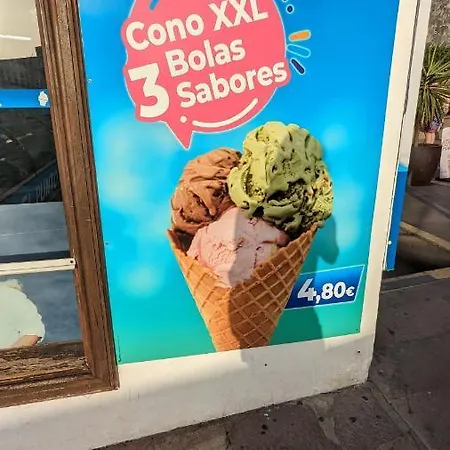 Cono XXL
3 Bolas
Sabores
4,80€